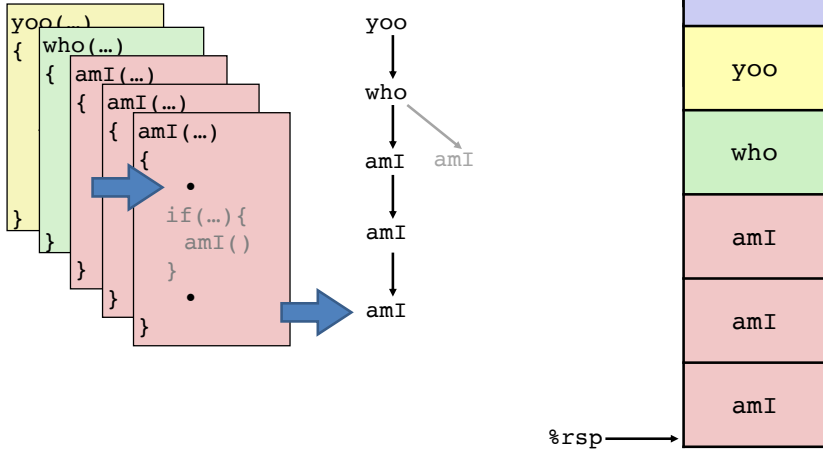 yoo(…)
{
}
who(…)
{
}
amI(…)
{
}
amI(…)
{
}
amI(…)
{
•
if(…){
amI()
}
•
}
yoo
who
amI amI
amI
amI
yoo
who
amI
amI
amI
%rsp